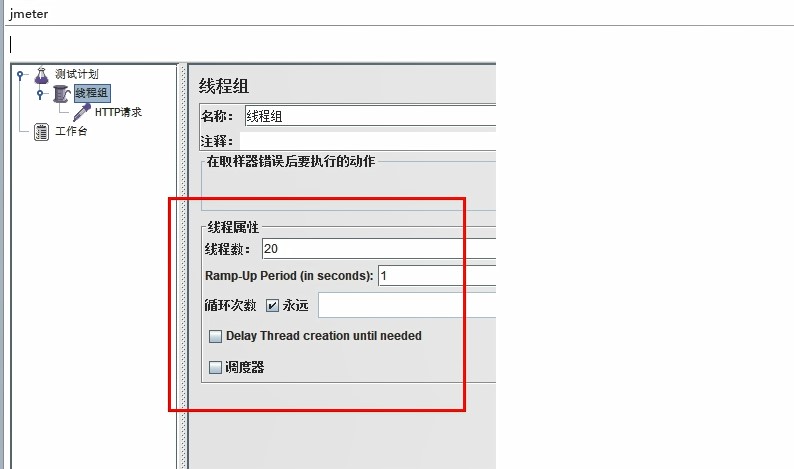 jmeter
测试计划
线程组
HTTP请求
工作台
线程组
名称： 线程组
注释：
在取样器错误后要执行的动作
线程属性
线程数： 20
Ramp-Up Period (in seconds): 1
循环次数 永远
Delay Thread creation until needed
调度器